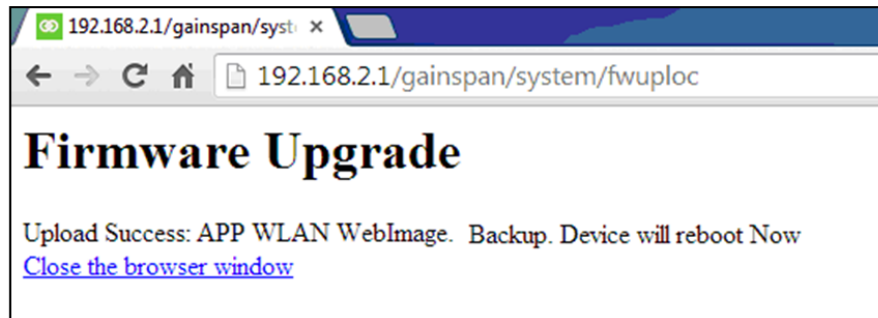 192.168.2.1/gainspan/syst
192.168.2.1/gainspan/system/fwuploc
Firmware Upgrade
Upload Success: APP WLAN WebImage. Backup. Device will reboot Now
Close the browser window